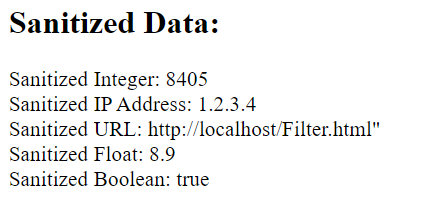 Sanitized Data:
Sanitized Integer: 8405
Sanitized IP Address: 1.2.3.4
Sanitized URL: http://localhost/Filter.html"
Sanitized Float: 8.9
Sanitized Boolean: true